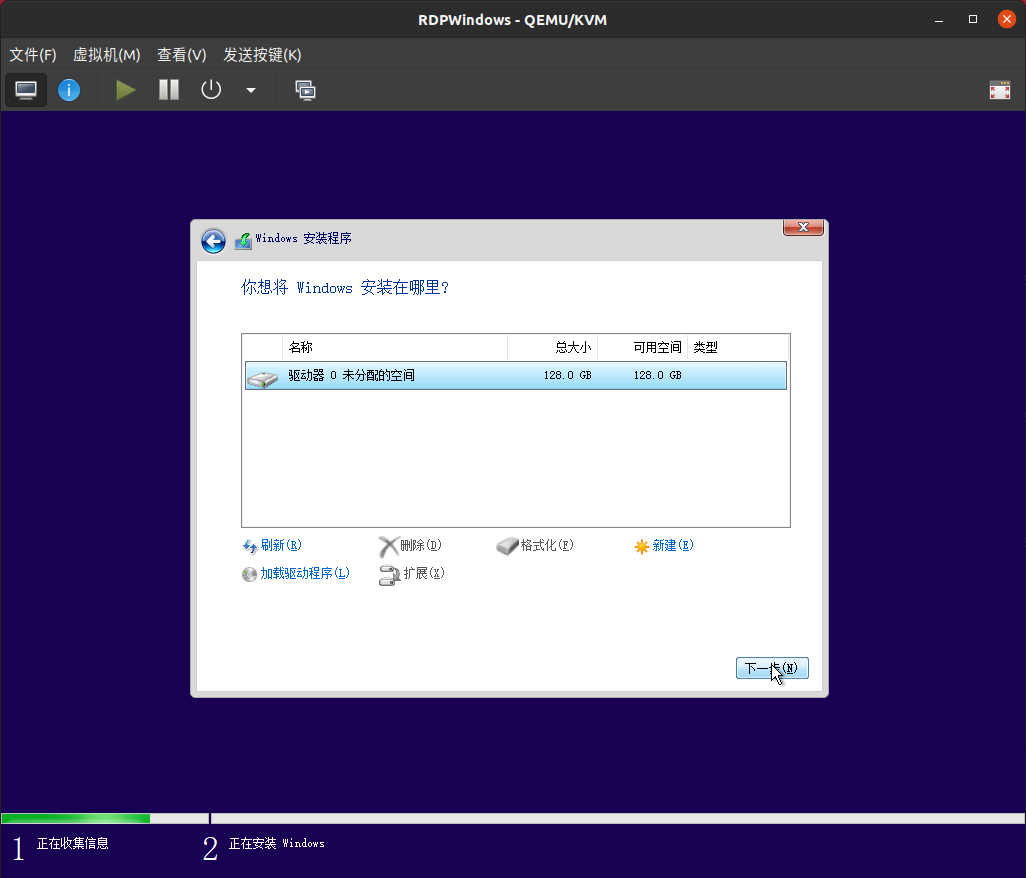 RDPWindows - QEMU/KVM
文件(F) 虚拟机(M) 查看(V) 发送按键(K)
Windows 安装程序
你想将 Windows 安装在哪里?
名称 总大小 可用空间 类型
驱动器 0 未分配的空间 128.0 GB 128.0 GB
刷新(R) 删除(D) 格式化(F) 新建(E)
加载驱动程序(L) 扩展(X)
下一步(N)
1 正在收集信息 2 正在安装 Windows